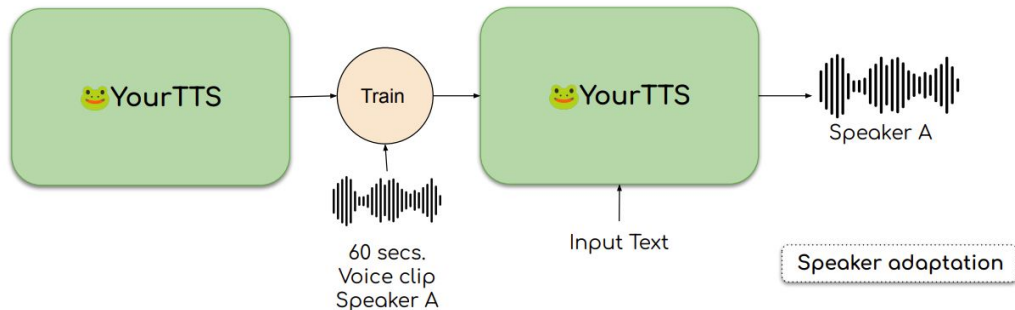 🐸YourTTS
Train
🐸YourTTS
Speaker A
60 secs.
Voice clip
Speaker A
Input Text
Speaker adaptation